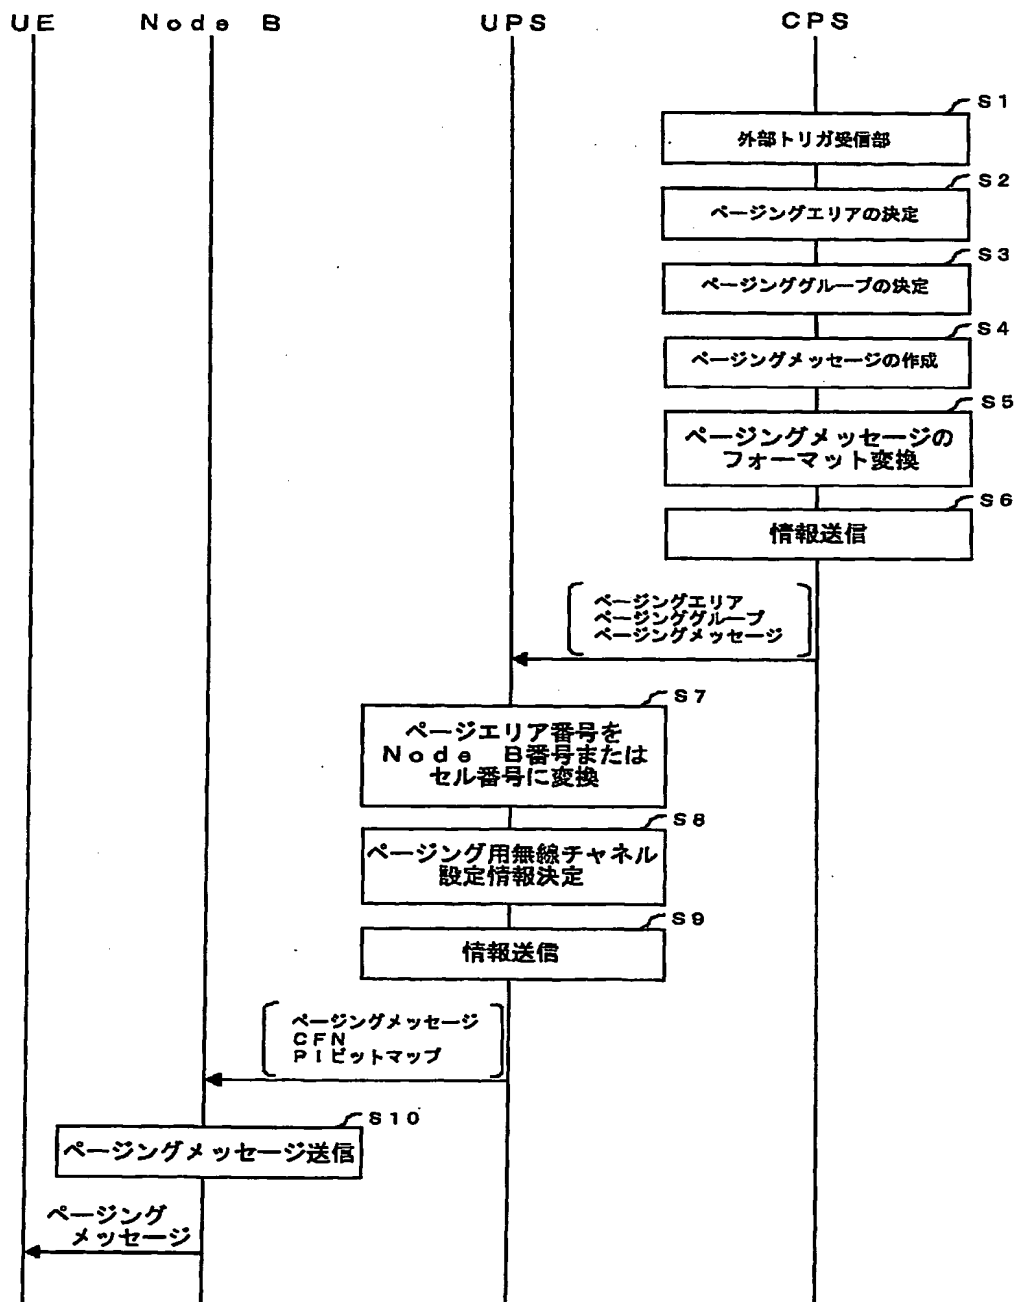 UE
Node B
UPS
CPS
S1
外部トリガ受信部
S2
ページングエリアの決定
S3
ページンググループの決定
S4
ページングメッセージの作成
S5
ページングメッセージの
フォーマット変換
S6
情報送信
ページングエリア
ページンググループ
ページングメッセージ
S7
ページエリア番号を
Node B番号または
セル番号に変換
S8
ページング用無線チャネル
設定情報決定
S9
情報送信
ページングメッセージ
CFN
PIビットマップ
S10
ページングメッセージ送信
ページング
メッセージ